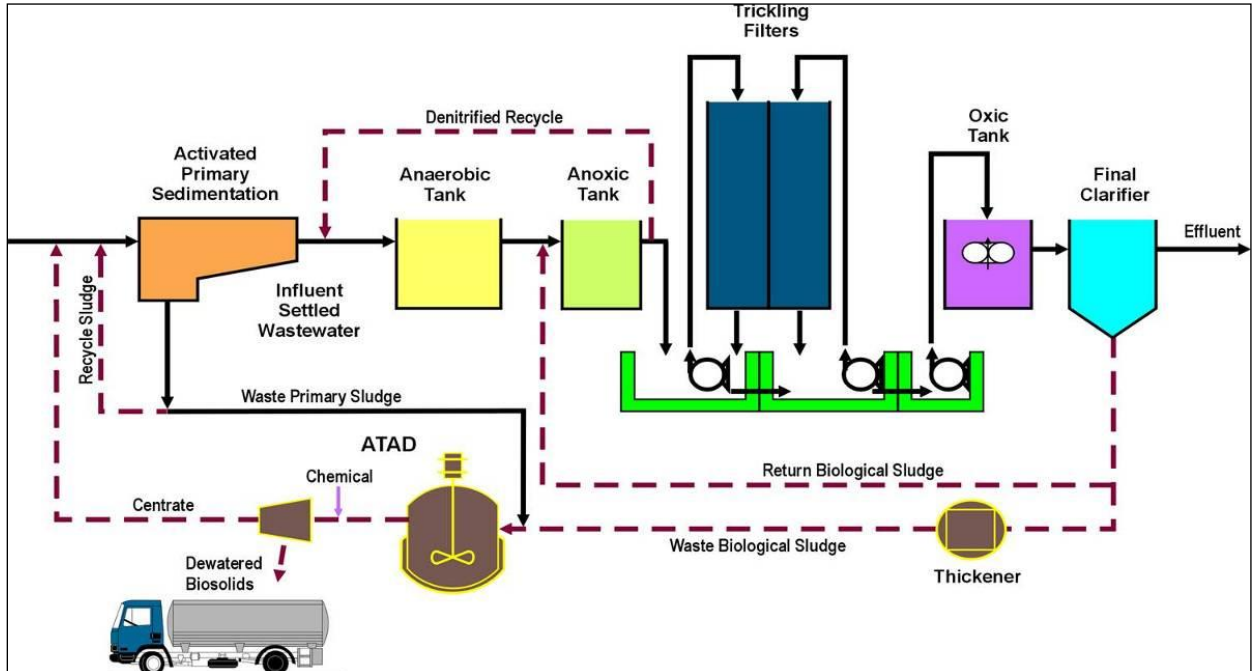 Trickling
Filters
Denitrified Recycle
Oxic
Tank
Activated
Primary
Sedimentation
Anaerobic
Tank
Anoxic
Tank
Final
Clarifier
Effluent
Influent
Settled
Wastewater
Recycle Sludge
Waste Primary Sludge
ATAD
Chemical
Return Biological Sludge
Centrate
Waste Biological Sludge
Dewatered
Biosolids
Thickener